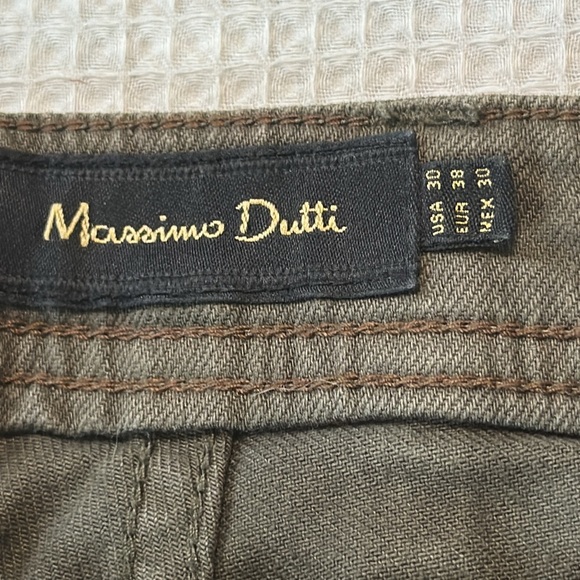 Massimo Dutti
USA 30
EUR 38
MEX 30